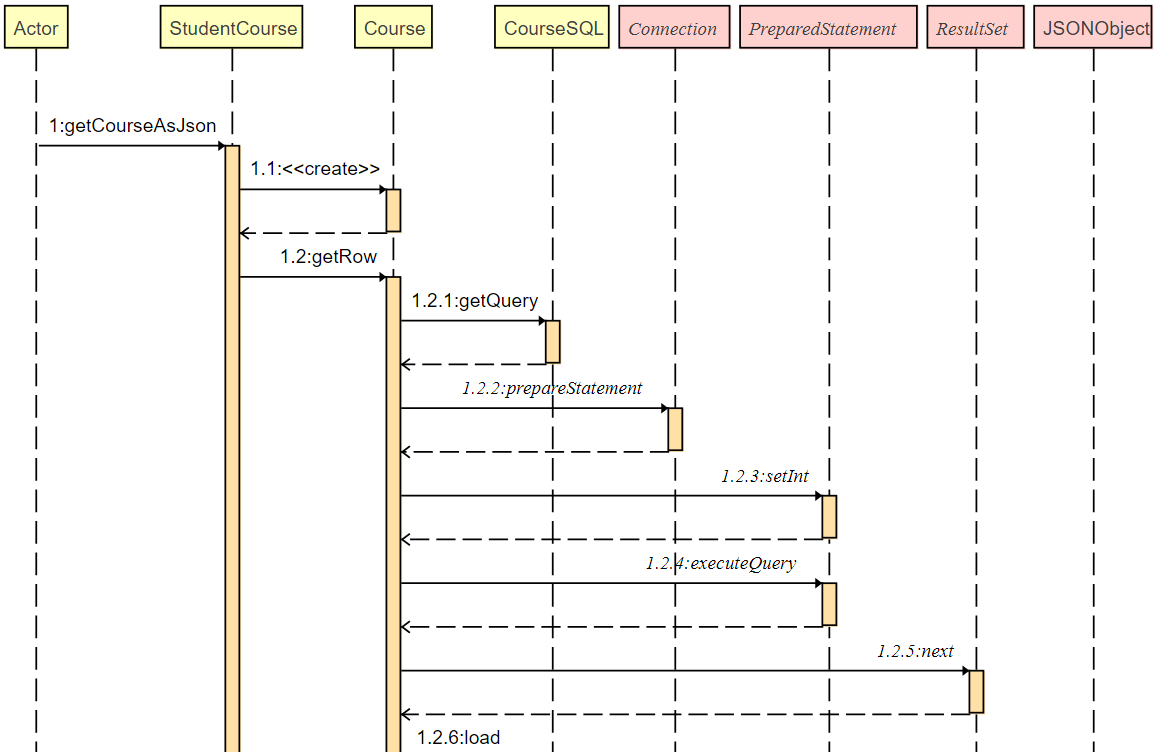 Actor StudentCourse Course CourseSQL Connection PreparedStatement ResultSet JSONObject
1:getCourseAsJson
1.1:<<create>>
1.2:getRow
1.2.1:getQuery
1.2.2:prepareStatement
1.2.3:setInt
1.2.4:executeQuery
1.2.5:next
1.2.6:load